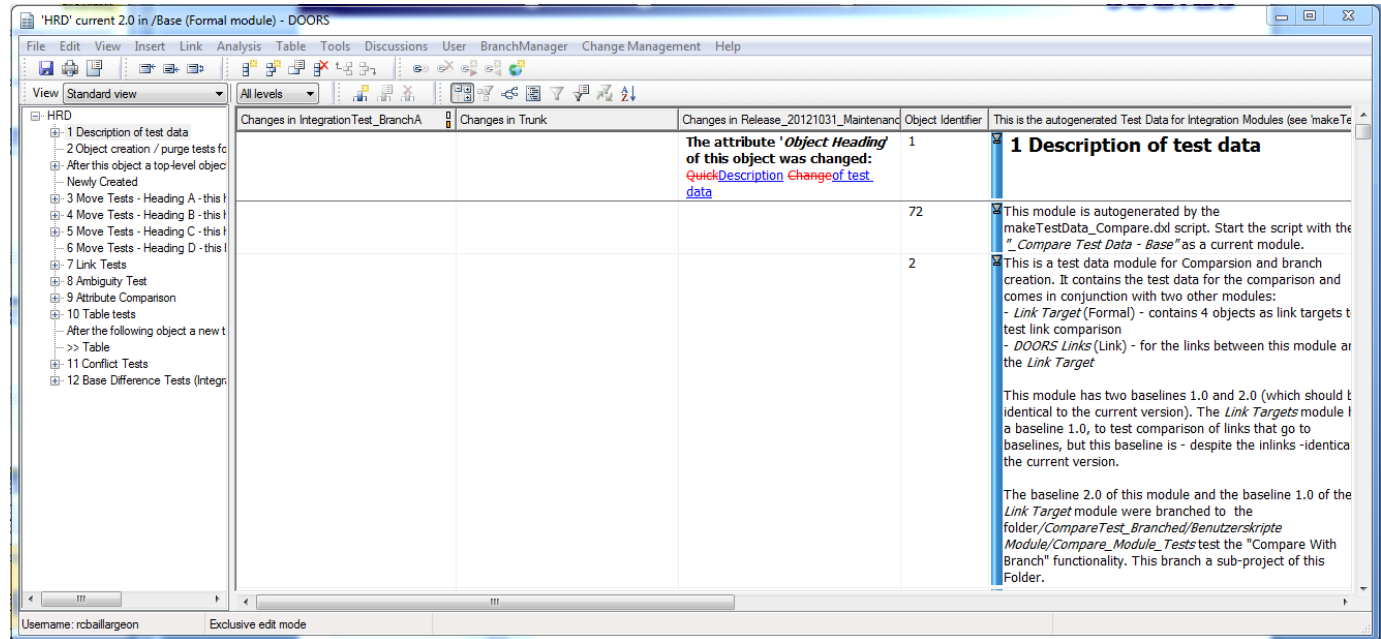 'HRD' current 2.0 in /Base (Formal module) - DOORS
File Edit View Insert Link Analysis Table Tools Discussions User BranchManager Change Management Help
View Standard view All levels
HRD
1 Description of test data
2 Object creation / purge tests fo
After this object a top-level objec
Newly Created
3 Move Tests - Heading A - this h
4 Move Tests - Heading B - this h
5 Move Tests - Heading C - this h
6 Move Tests - Heading D - this h
7 Link Tests
8 Ambiguity Test
9 Attribute Comparison
10 Table tests
After the following object a new t
>> Table
11 Conflict Tests
12 Base Difference Tests (Integra
Changes in IntegrationTest_BranchA Changes in Trunk Changes in Release_20121031_Maintenanc Object Identifier This is the autogenerated Test Data for Integration Modules (see 'makeTe
The attribute 'Object Heading'
of this object was changed:
QuickDescription Changeof test
data
1
1 Description of test data
72
This module is autogenerated by the
makeTestData_Compare.dxl script. Start the script with the
"_Compare Test Data - Base" as a current module.
2
This is a test data module for Comparsion and branch
creation. It contains the test data for the comparison and
comes in conjunction with two other modules:
- Link Target (Formal) - contains 4 objects as link targets t
test link comparison
- DOORS Links (Link) - for the links between this module an
the Link Target
This module has two baselines 1.0 and 2.0 (which should b
identical to the current version). The Link Targets module h
a baseline 1.0, to test comparison of links that go to
baselines, but this baseline is - despite the inlinks -identica
the current version.
The baseline 2.0 of this module and the baseline 1.0 of the
Link Target module were branched to the
folder/CompareTest_Branched/Benutzerskripte
Module/Compare_Module_Tests test the "Compare With
Branch" functionality. This branch a sub-project of this
Folder.
Username: rcbaillargeon Exclusive edit mode